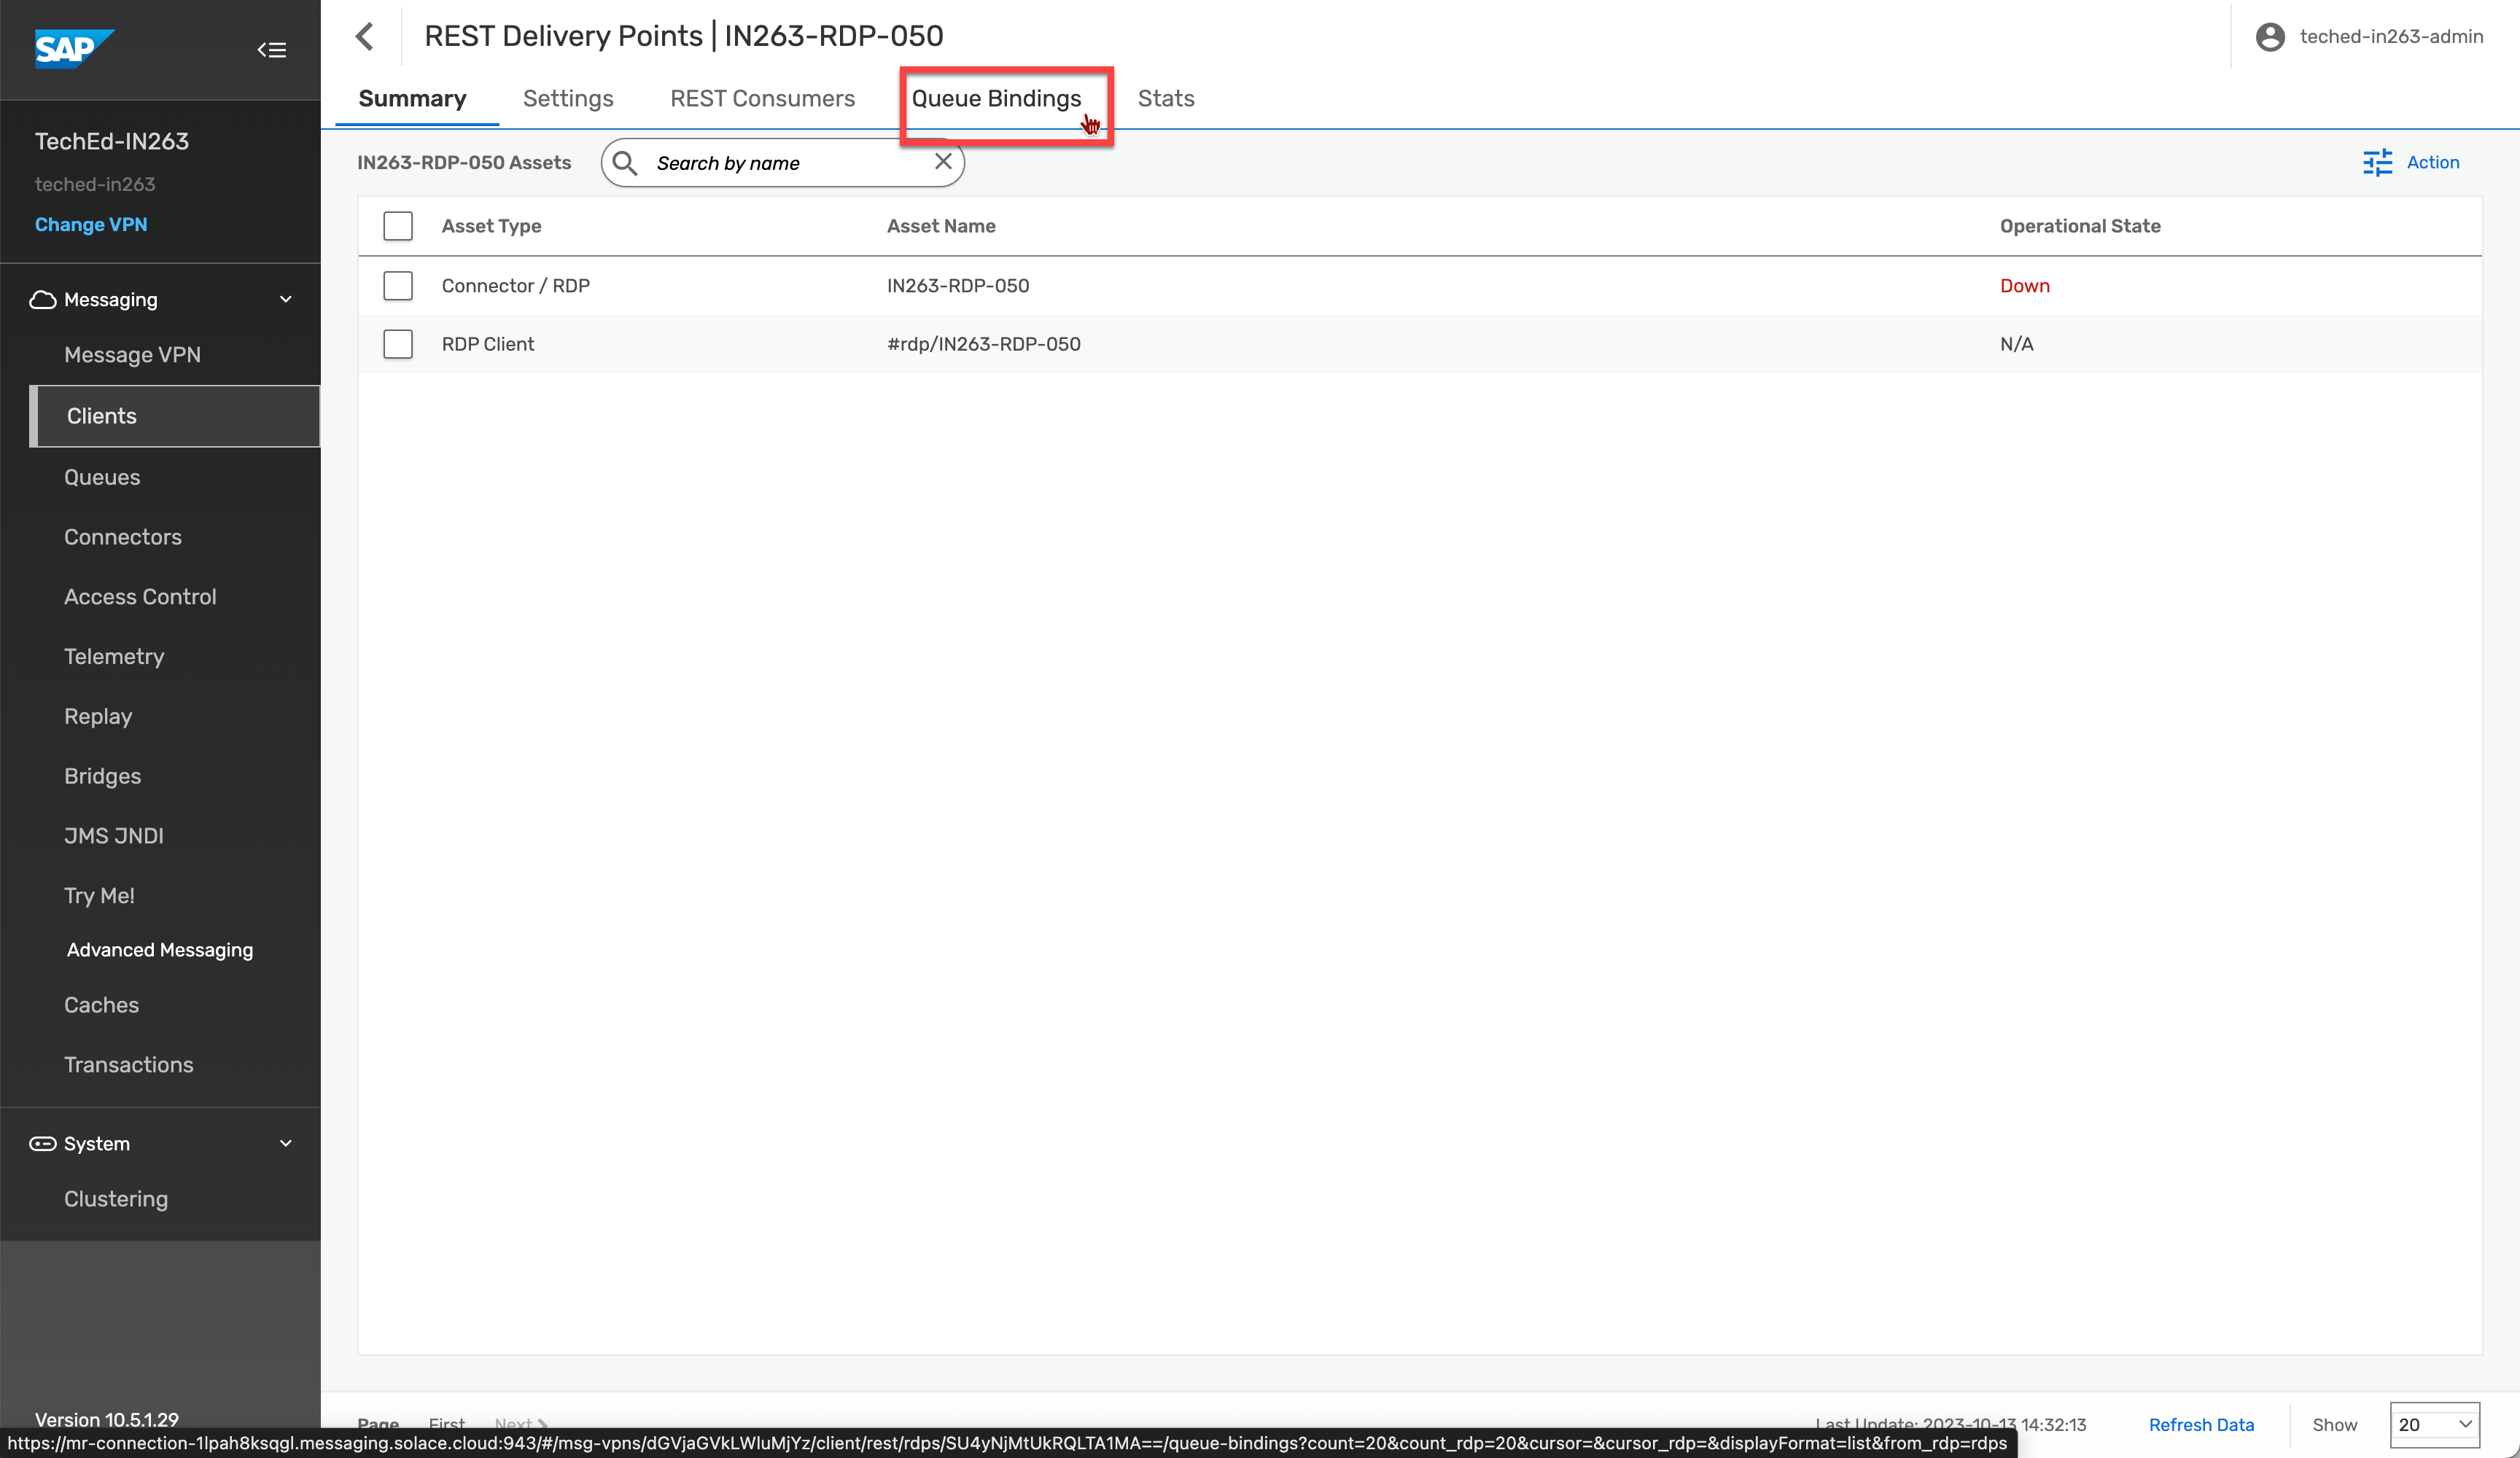 SAP
REST Delivery Points | IN263-RDP-050
teched-in263-admin
Summary Settings REST Consumers Queue Bindings Stats
TechEd-IN263
teched-in263
Change VPN
Messaging
Message VPN
Clients
Queues
Connectors
Access Control
Telemetry
Replay
Bridges
JMS JNDI
Try Me!
Advanced Messaging
Caches
Transactions
System
Clustering
Version 10.5.1.29
IN263-RDP-050 Assets Search by name Action
Asset Type Asset Name Operational State
Connector / RDP IN263-RDP-050 Down
RDP Client #rdp/IN263-RDP-050 N/A
Page First Next Last Update: 2023-10-13 14:32:13 Refresh Data Show 20
https://mr-connection-1lpah8ksqgl.messaging.solace.cloud:943/#/msg-vpns/dGVjaGVkLWluMjYz/client/rest/rdps/SU4yNjMtUkRQLTA1MA==/queue-bindings?count=20&count_rdp=20&cursor=&cursor_rdp=&displayFormat=list&from_rdp=rdps